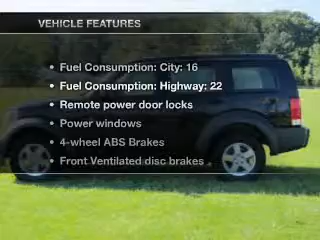 VEHICLE FEATURES
• Fuel Consumption: City: 16
• Fuel Consumption: Highway: 22
• Remote power door locks
• Power windows
• 4-wheel ABS Brakes
• Front Ventilated disc brakes